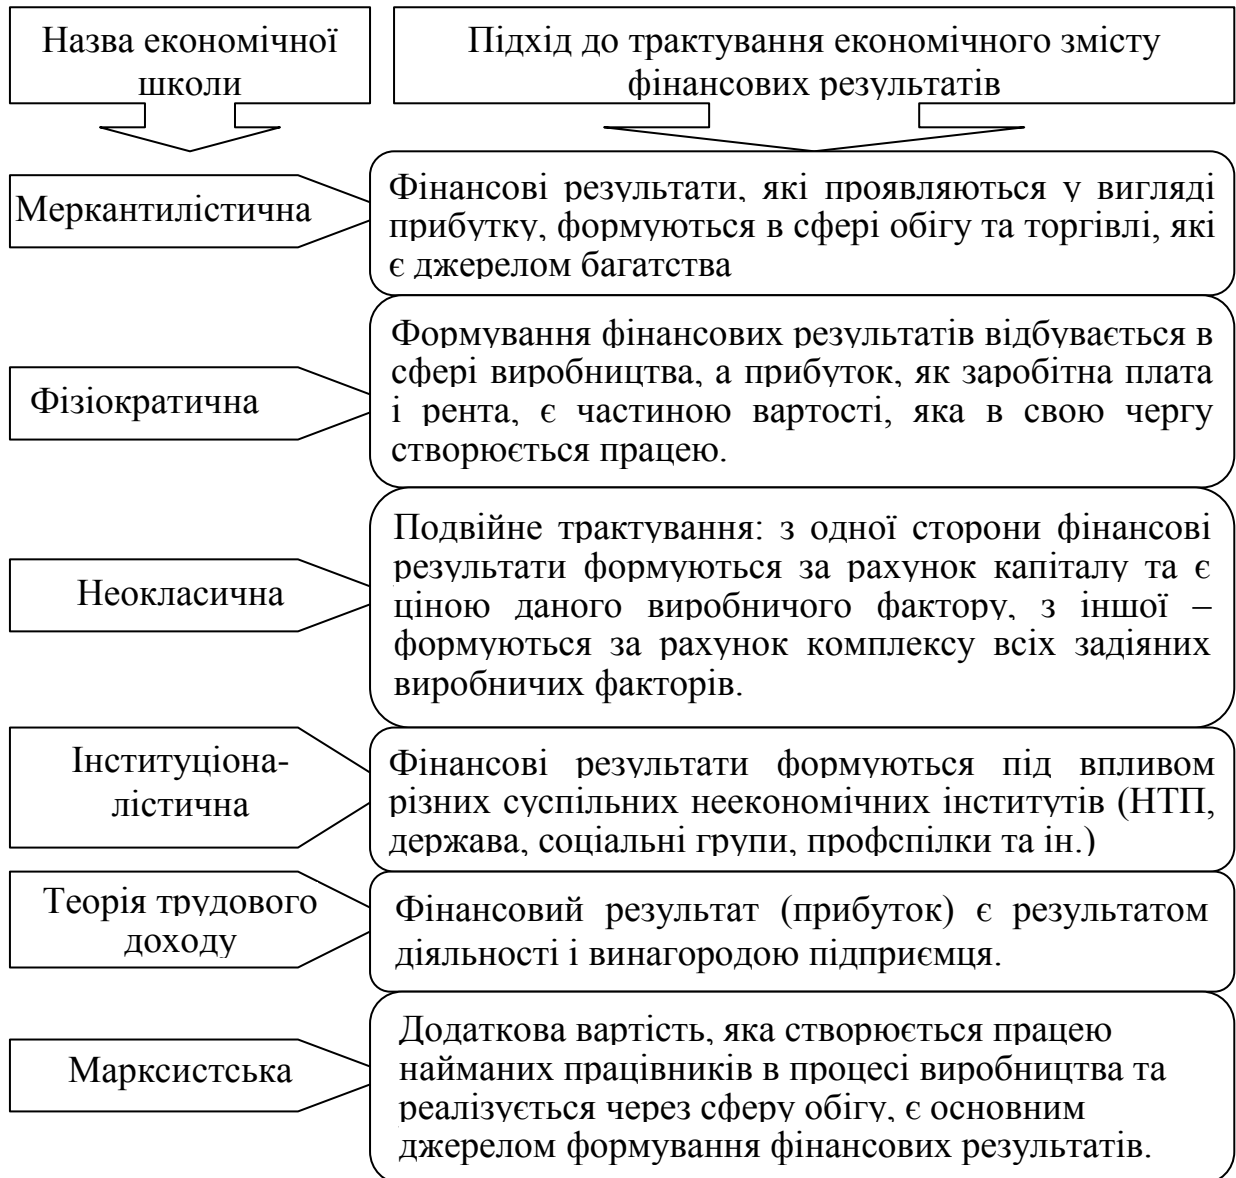 Назва економічної
школи
Підхід до трактування економічного змісту
фінансових результатів
Меркантилістична
Фінансові результати, які проявляються у вигляді
прибутку, формуються в сфері обігу та торгівлі, які
є джерелом багатства
Фізіократична
Формування фінансових результатів відбувається в
сфері виробництва, а прибуток, як заробітна плата
і рента, є частиною вартості, яка в свою чергу
створюється працею.
Неокласична
Подвійне трактування: з одної сторони фінансові
результати формуються за рахунок капіталу та є
ціною даного виробничого фактору, з іншої –
формуються за рахунок комплексу всіх задіяних
виробничих факторів.
Інституціона-
лістична
Фінансові результати формуються під впливом
різних суспільних неекономічних інститутів (НТП,
держава, соціальні групи, профспілки та ін.)
Теорія трудового
доходу
Фінансовий результат (прибуток) є результатом
діяльності і винагородою підприємця.
Марксистська
Додаткова вартість, яка створюється працею
найманих працівників в процесі виробництва та
реалізується через сферу обігу, є основним
джерелом формування фінансових результатів.